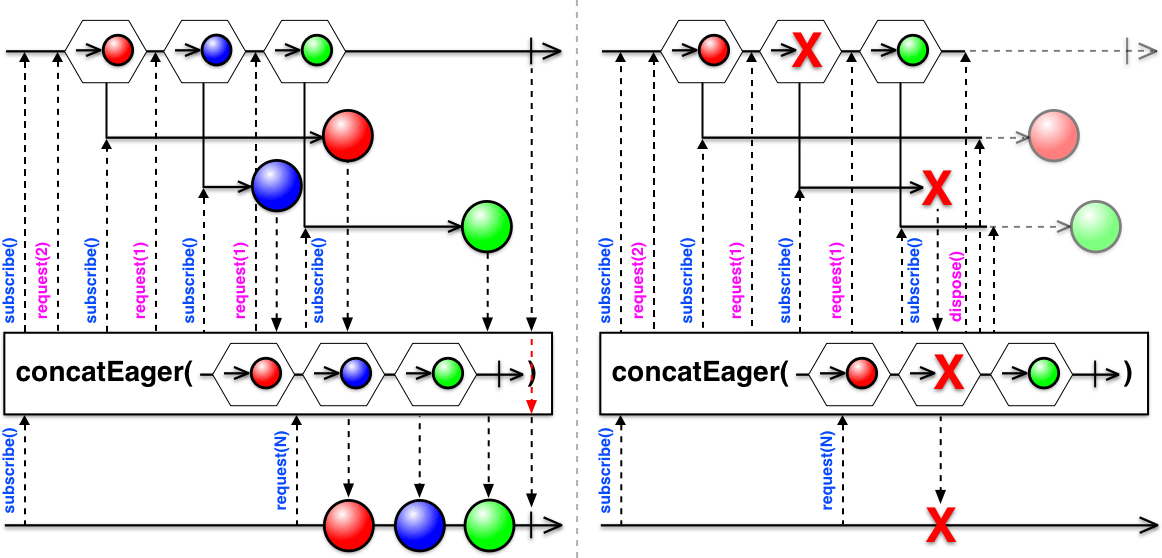 subscribe()
request(2)
subscribe()
request(1)
subscribe()
request(1)
subscribe()
concatEager( )
subscribe()
request(N)
subscribe()
request(2)
subscribe()
request(1)
subscribe()
request(1)
subscribe()
dispose()
concatEager( X )
subscribe()
request(N)
X
X
X